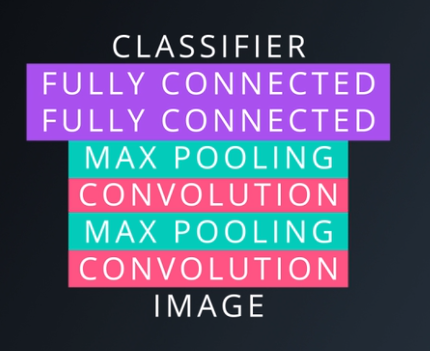 CLASSIFIER
FULLY CONNECTED
FULLY CONNECTED
MAX POOLING
CONVOLUTION
MAX POOLING
CONVOLUTION
IMAGE